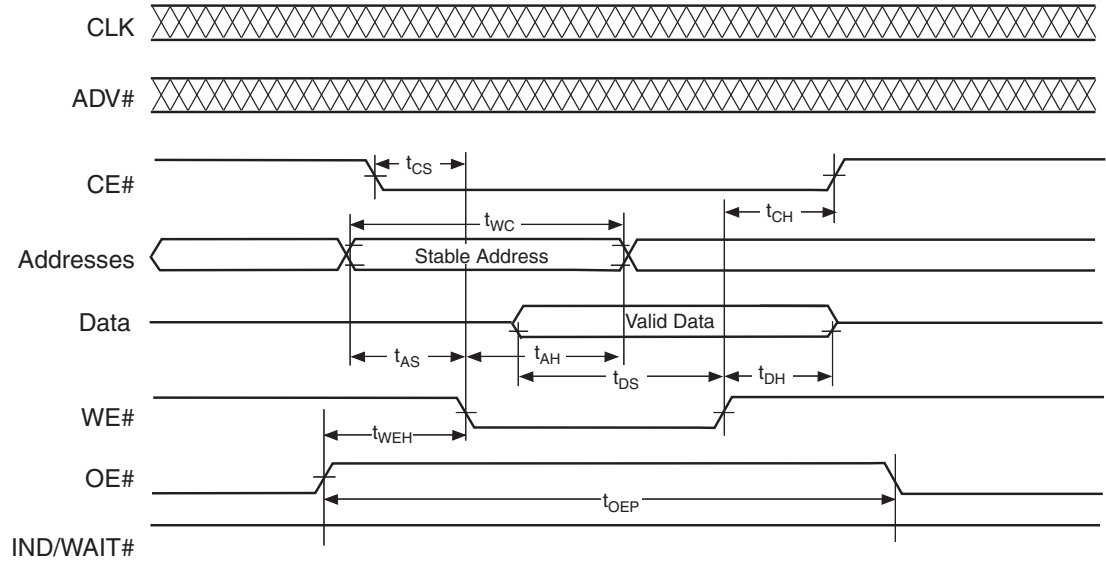 CLK
ADV#
tCS
CE#
tCH
tWC
Addresses
Stable Address
Data
Valid Data
tAS
tAH
tDS
tDH
WE#
tWEH
OE#
tOEP
IND/WAIT#